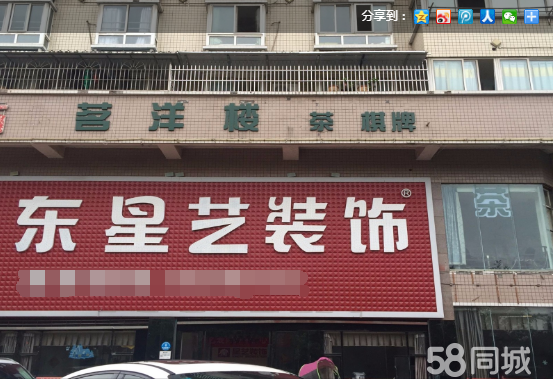 分享到：
茗洋楼 茶 棋牌
东星艺装饰®
茶
58同城